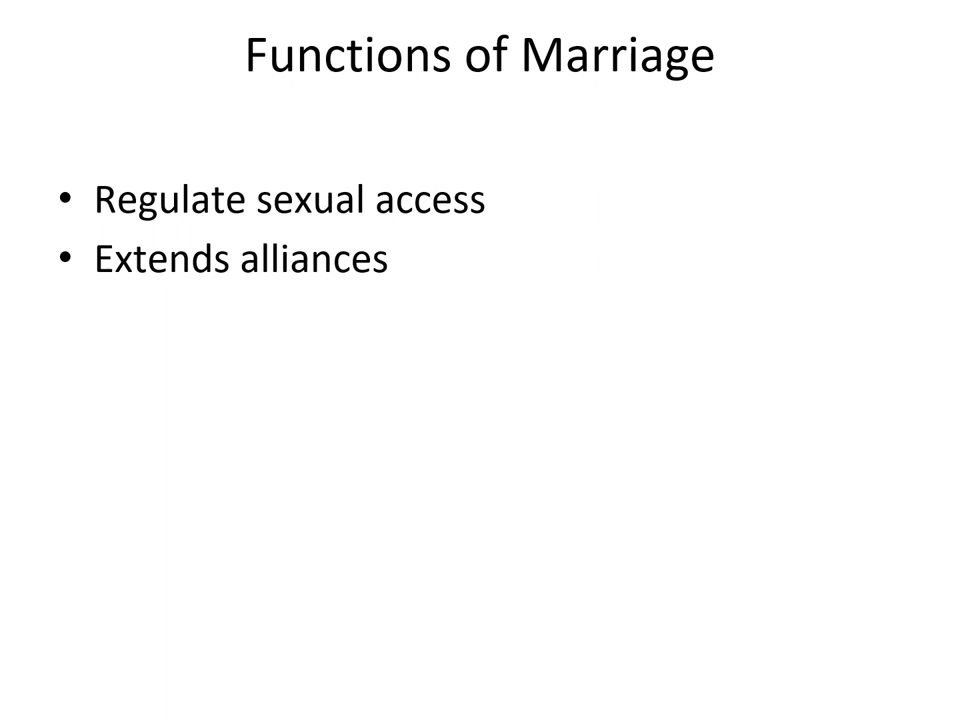 Functions of Marriage
• Regulate sexual access
• Extends alliances